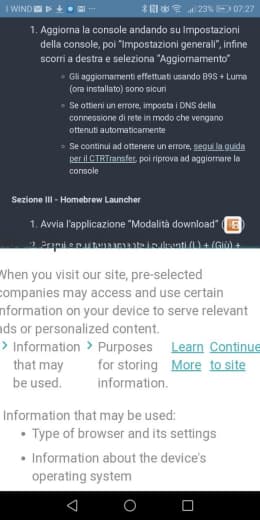 I WIND
23%
07:27
1. Aggiorna la console andando su Impostazioni
della console, poi "Impostazioni generali", infine
scorri a destra e seleziona "Aggiornamento"
Gli aggiornamenti effettuati usando B9S + Luma
(ora installato) sono sicuri
Se ottieni un errore, imposta i DNS della
connessione di rete in modo che vengano
ottenuti automaticamente
Se continui ad ottenere un errore, segui la guida
per il CTRTransfer, poi riprova ad aggiornare la
console
Sezione III - Homebrew Launcher
1. Avvia l'applicazione "Modalità download" (
)
2. Premi
(L) + (Giù) +
When you visit our site, pre-selected
companies may access and use certain
information on your device to serve relevant
ads or personalized content.
Information
that may
be used.
Purposes
for storing
information.
Learn
More
Continue
to site
Information that may be used:
• Type of browser and its settings
• Information about the device's
operating system